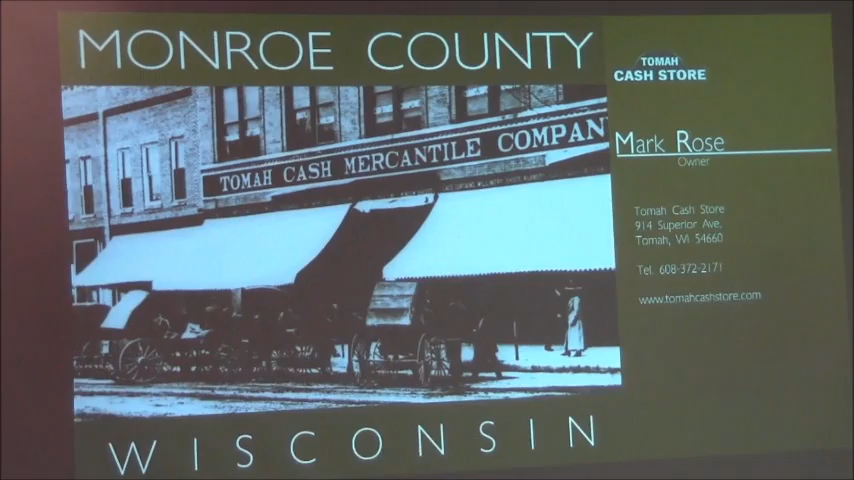 MONROE COUNTY
TOMAH CASH MERCANTILE COMPAN
WISCONSIN
TOMAH
CASH STORE
Mark Rose
Owner
Tomah Cash Store
914 Superior Ave.
Tomah, WI 54660
Tel. 608-372-2171
www.tomahcashstore.com